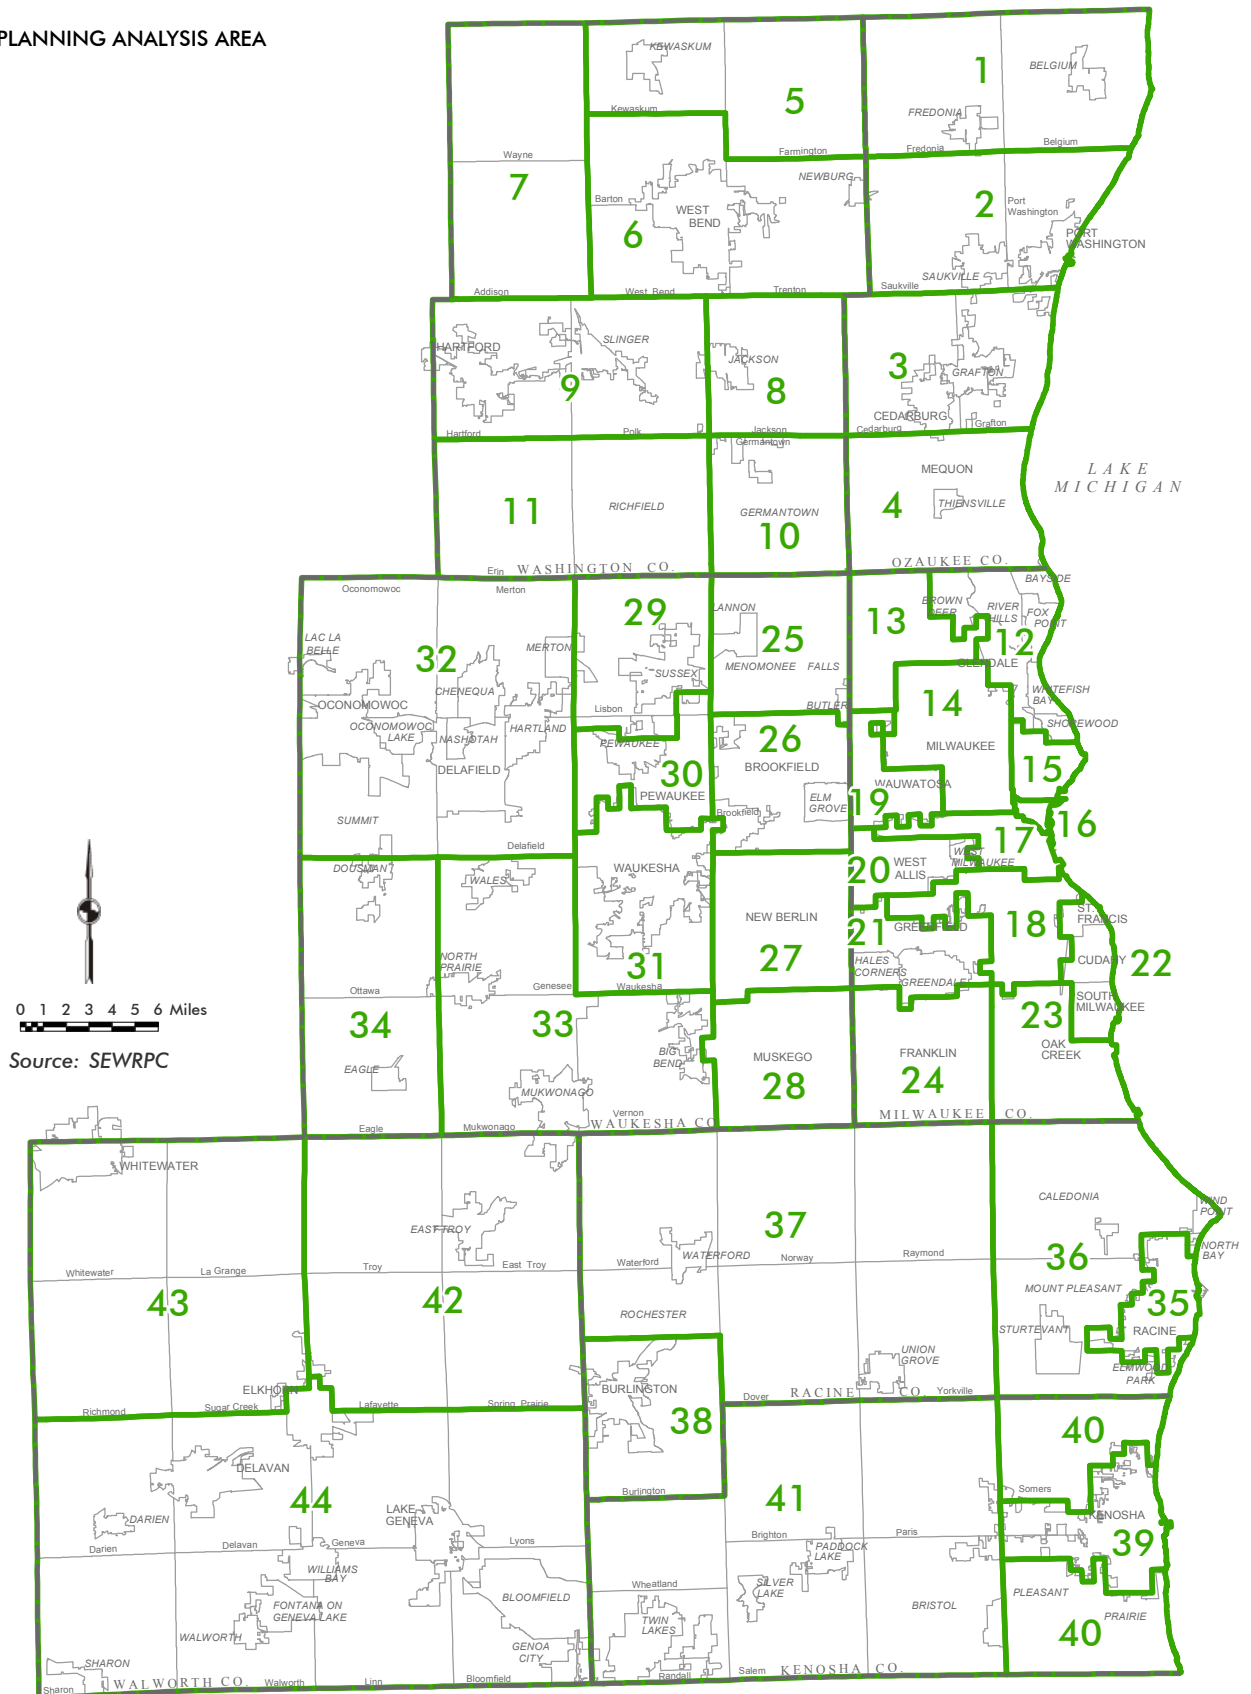 PLANNING ANALYSIS AREA
KEWASKUM
Kewaskum
5
Farmington
1
BELGIUM
FREDONIA
Fredonia
Belgium
Wayne
7
Addison
Barton
WEST
BEND
6
West Bend
NEWBURG
Trenton
2
Port
Washington
PORT
WASHINGTON
SAUKVILLE
Saukville
HARTFORD
SLINGER
9
Hartford
Polk
JACKSON
8
Jackson
3
GRAFTON
CEDARBURG
Cedarburg
Grafton
LAKE
MICHIGAN
11
RICHFIELD
Erin
WASHINGTON CO.
Germantown
GERMANTOWN
10
MEQUON
THIENSVILLE
4
OZAUKEE CO.
Oconomowoc
Merton
LAC LA
BELLE
32
MERTON
CHENEQUA
OCONOMOWOC
OCONOMOWOC
LAKE
NASHOTAH
HARTLAND
DELAFIELD
SUMMIT
Delafield
29
SUSSEX
Lisbon
LANNON
25
MENOMONEE FALLS
BUTLER
PEWAUKEE
30
PEWAUKEE
26
BROOKFIELD
ELM
GROVE
Brookfield
13
BROWN
DEER
BAYSIDE
RIVER
HILLS
FOX
POINT
12
GLENDALE
WHITEFISH
BAY
SHOREWOOD
14
MILWAUKEE
15
WAUWATOSA
19
16
17
WEST
MILWAUKEE
20
WEST
ALLIS
18
ST.
FRANCIS
21
GREENFIELD
HALES
CORNERS
GREENDALE
CUDAHY
22
SOUTH
MILWAUKEE
23
OAK
CREEK
FRANKLIN
24
MILWAUKEE CO.
DOUSMAN
WALES
WAUKESHA
NEW BERLIN
27
31
Waukesha
NORTH
PRAIRIE
Ottawa
Genesee
34
33
EAGLE
MUKWONAGO
BIG
BEND
Vernon
MUSKEGO
28
Eagle
Mukwonago
WAUKESHA CO
0 1 2 3 4 5 6 Miles
Source: SEWRPC
WHITEWATER
Whitewater
La Grange
43
ELKHORN
Richmond
Sugar Creek
EAST TROY
Troy
East Troy
42
Lafayette
Spring Prairie
37
WATERFORD
Waterford
Norway
Raymond
ROCHESTER
BURLINGTON
38
Burlington
UNION
GROVE
Dover
RACINE CO.
Yorkville
CALEDONIA
WIND
POINT
NORTH
BAY
36
MOUNT PLEASANT
35
STURTEVANT
RACINE
ELMWOOD
PARK
DELAVAN
44
LAKE
GENEVA
DARIEN
Darien
Delavan
Geneva
Lyons
WILLIAMS
BAY
FONTANA ON
GENEVA LAKE
WALWORTH
BLOOMFIELD
GENOA
CITY
SHARON
Sharon
WALWORTH CO.
Walworth
Linn
Bloomfield
41
Brighton
Paris
PADDOCK
LAKE
Wheatland
SILVER
LAKE
TWIN
LAKES
BRISTOL
Randall
Salem
KENOSHA CO.
40
Somers
KENOSHA
39
PLEASANT
PRAIRIE
40